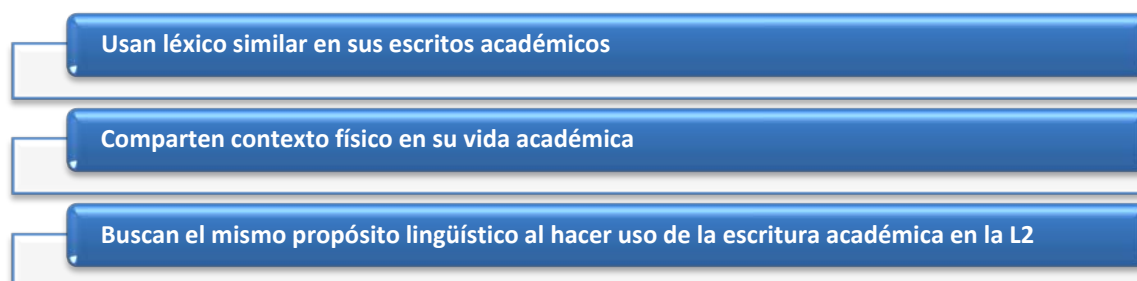 Usan léxico similar en sus escritos académicos
Comparten contexto físico en su vida académica
Buscan el mismo propósito lingüístico al hacer uso de la escritura académica en la L2